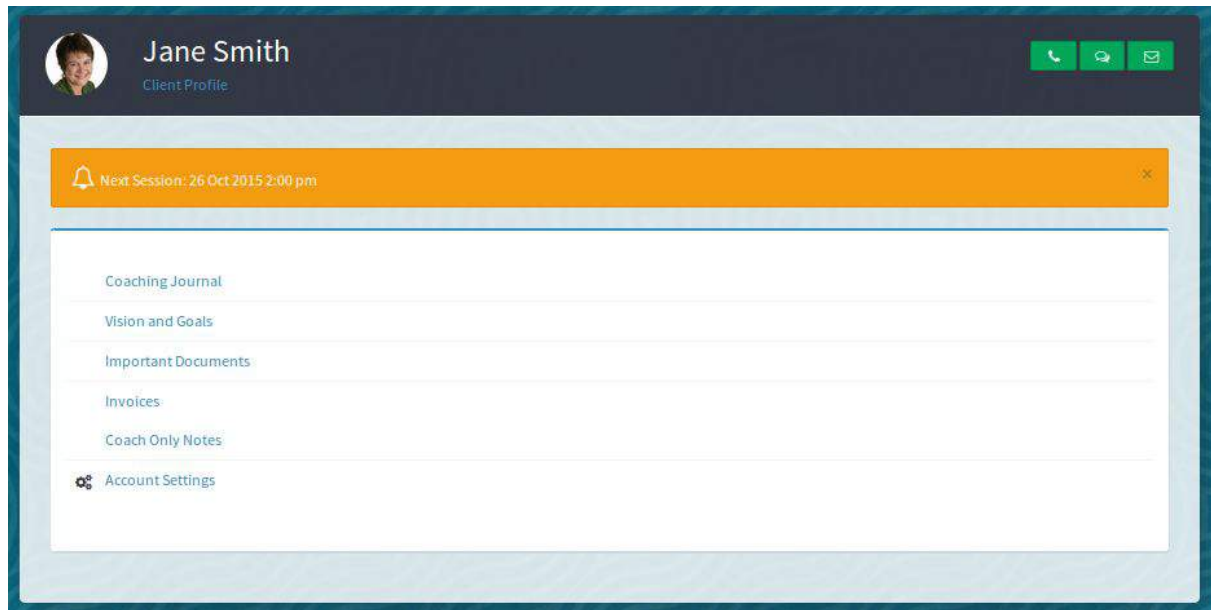 Jane Smith
Client Profile
Next Session: 26 Oct 2015 2:00 pm
×
Coaching Journal
Vision and Goals
Important Documents
Invoices
Coach Only Notes
Account Settings